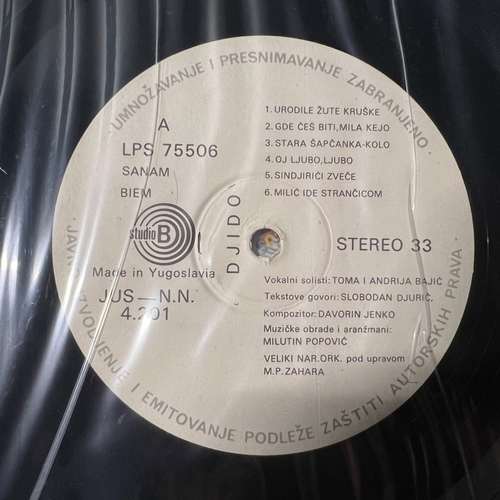 UMNOŽAVANJE I PRESNIMAVANJE ZABRANJENO
A
LPS 75506
SANAM
BIEM
studio B
Made in Yugoslavia
JUS—N.N.
4.201
DJIDO
1. URODILE ŽUTE KRUŠKE
2. GDE ĆEŠ BITI, MILA KEJO
3. STARA ŠAPČANKA-KOLO
4. OJ LJUBO, LJUBO
5. SINDJIRIĆI ZVEČE
6. MILIĆ IDE STRANČICOM
STEREO 33
Vokalni solisti: TOMA I ANDRIJA BAJIĆ
Tekstove govori: SLOBODAN DJURIĆ.
Kompozitor: DAVORIN JENKO
Muzičke obrade i aranžmani:
MILUTIN POPOVIĆ
VELIKI NAR.ORK. pod upravom
M.P.ZAHARA
I EMITOVANJE PODLEŽE ZAŠTITI AUTORSKIH PRAVA